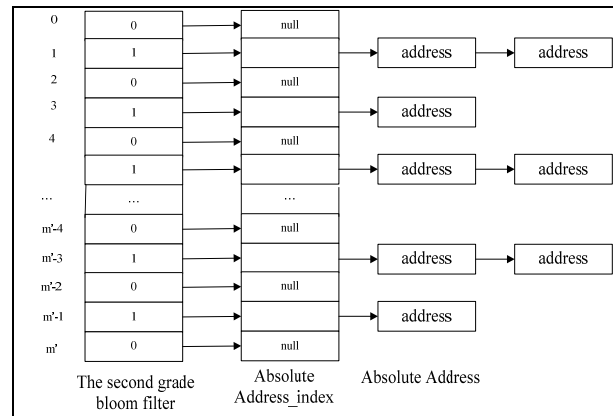 0 0 null
1 1 address address
2 0 null
3 1 address
4 0 null
1 address address
... ... ...
m'-4 0 null
m'-3 1 address address
m'-2 0 null
m'-1 1 address
m' 0 null
The second grade
bloom filter
Absolute
Address_index
Absolute Address